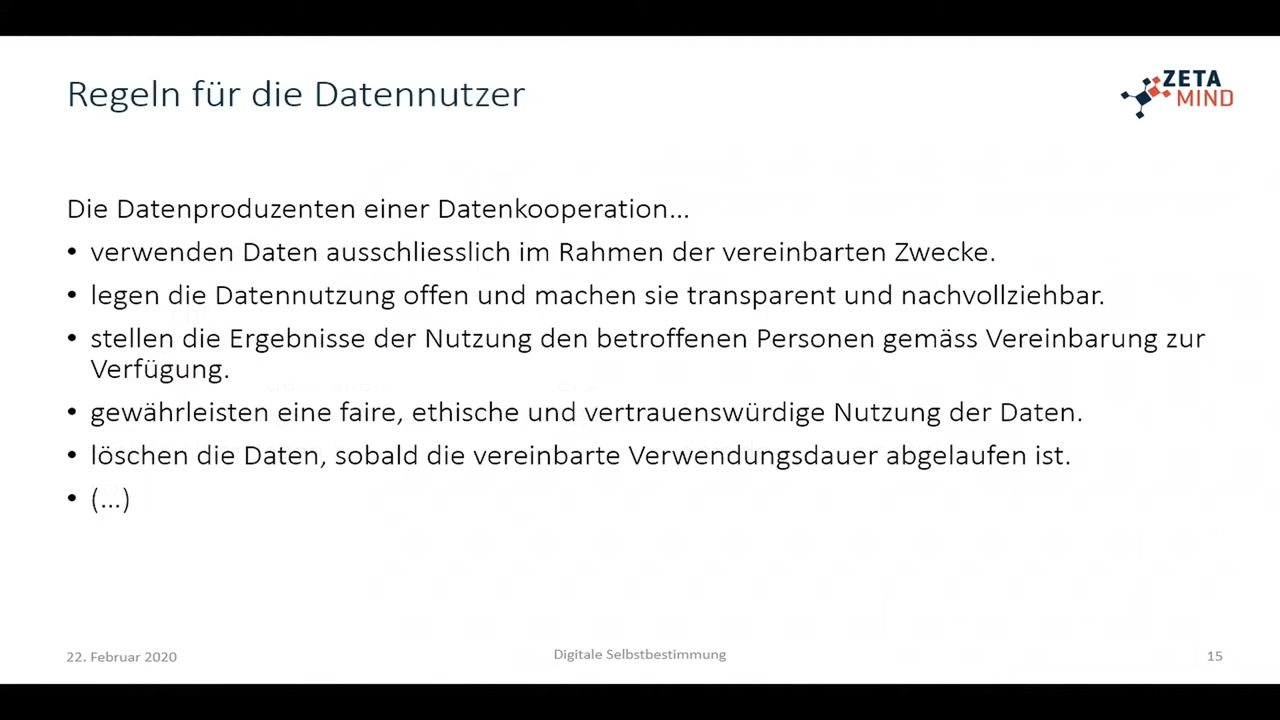 Regeln für die Datennutzer
ZETA
MIND
Die Datenproduzenten einer Datenkooperation...
• verwenden Daten ausschliesslich im Rahmen der vereinbarten Zwecke.
• legen die Datennutzung offen und machen sie transparent und nachvollziehbar.
• stellen die Ergebnisse der Nutzung den betroffenen Personen gemäss Vereinbarung zur
Verfügung.
• gewährleisten eine faire, ethische und vertrauenswürdige Nutzung der Daten.
• löschen die Daten, sobald die vereinbarte Verwendungsdauer abgelaufen ist.
• (...)
22. Februar 2020
Digitale Selbstbestimmung
15